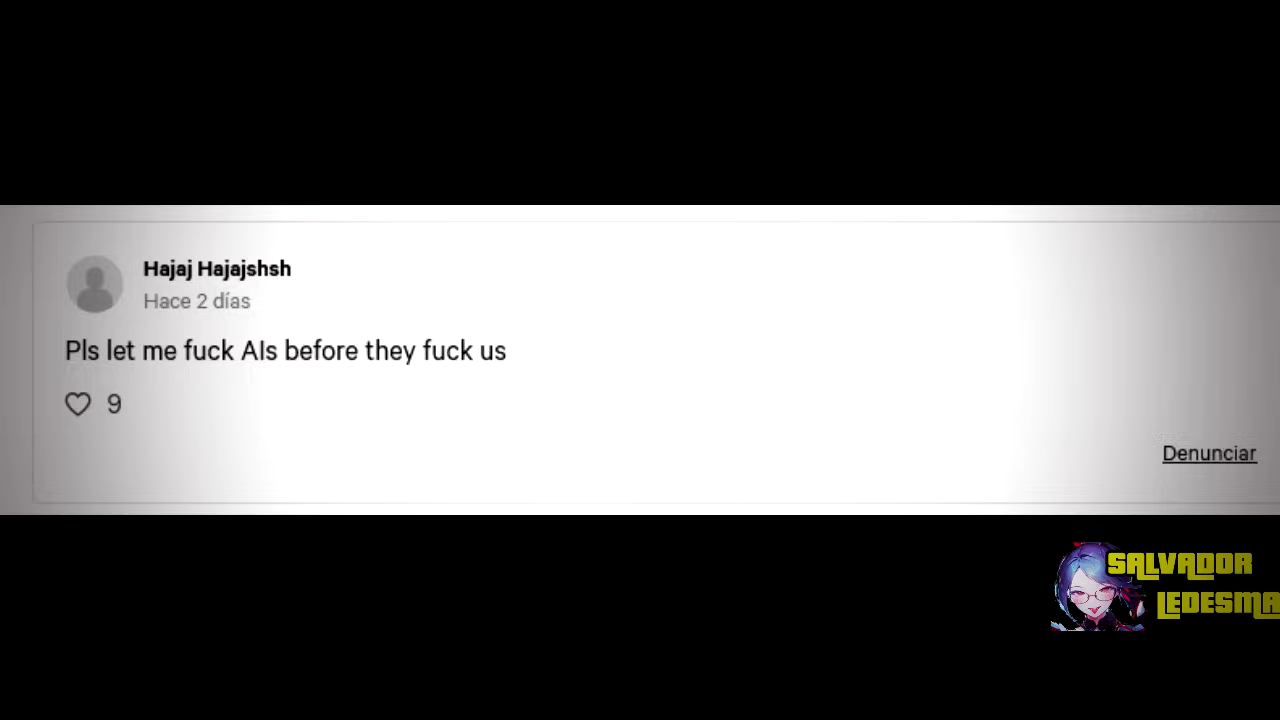 Hajaj Hajajshsh
Hace 2 días
Pls let me fuck AIs before they fuck us
9
Denunciar
SALVADOR
LEDESMA